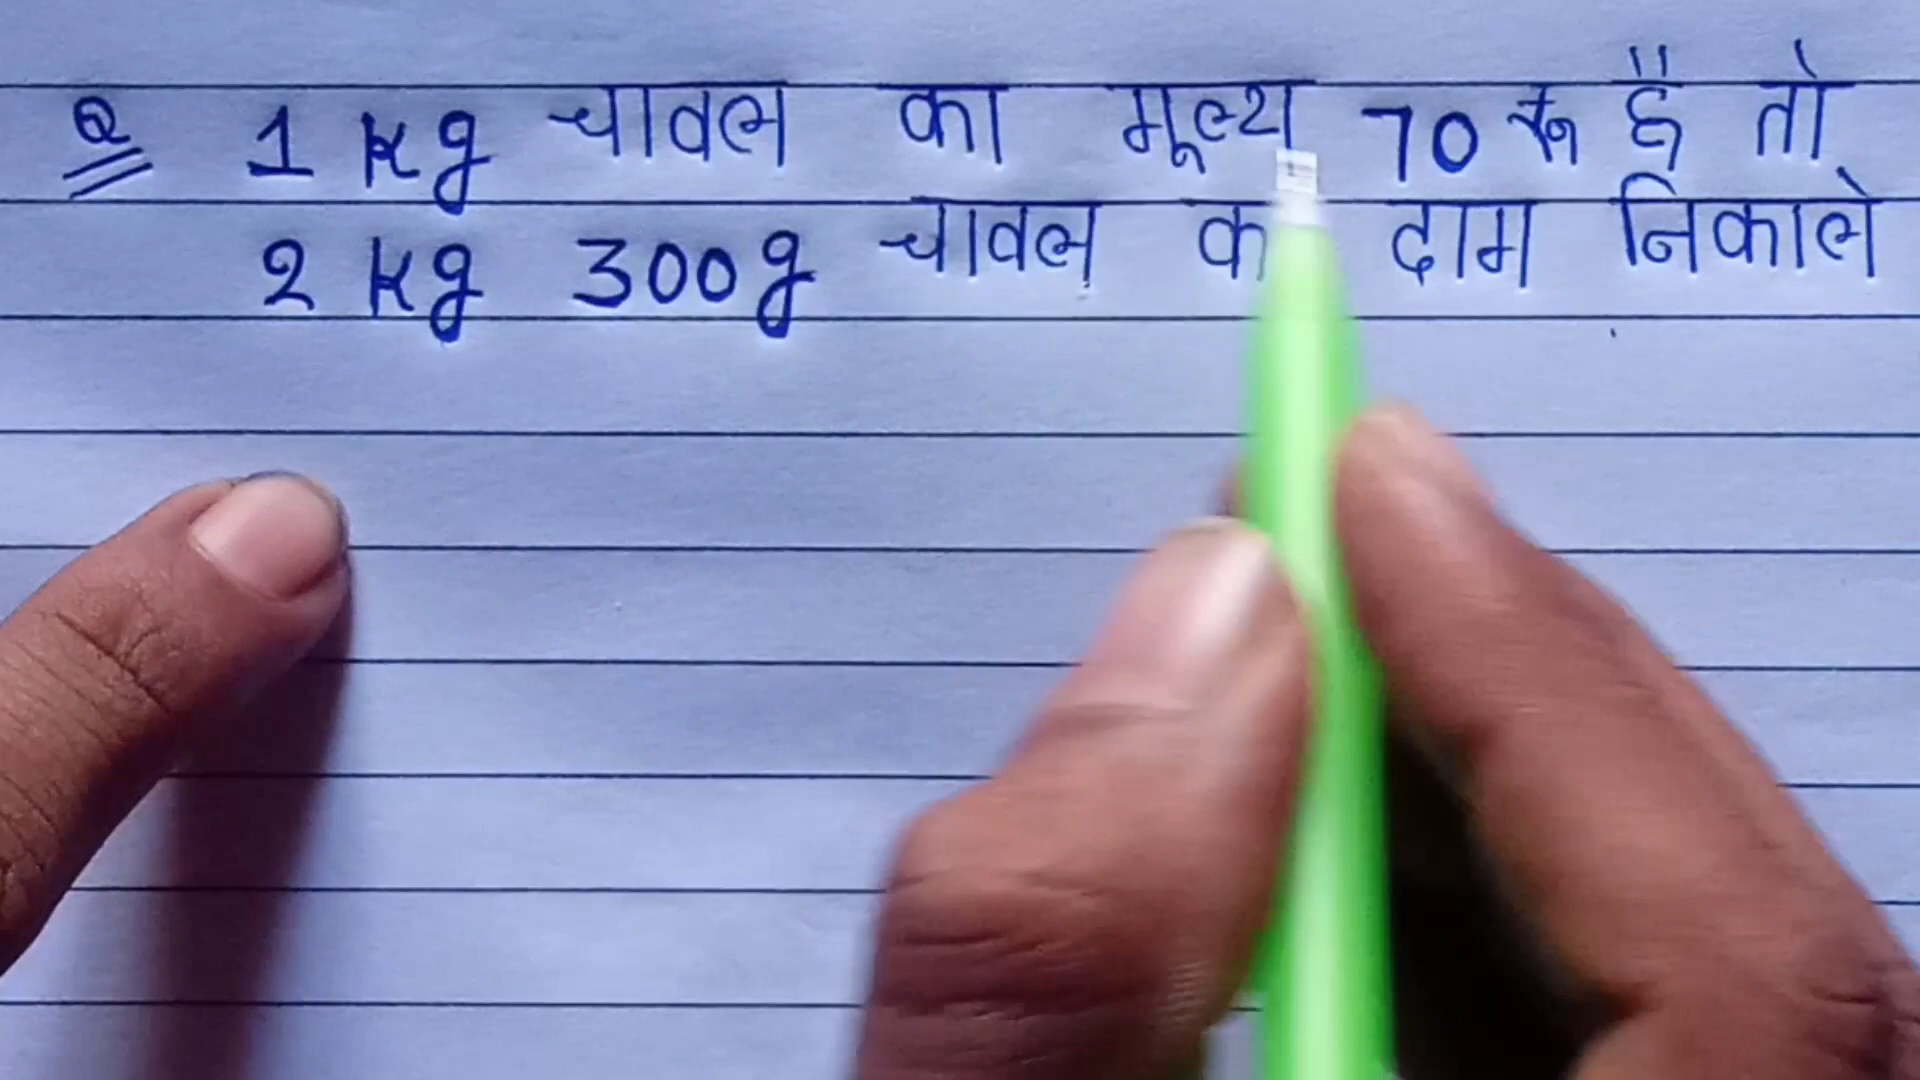 Q 1 kg चावल का मूल्य 70 रू है तो
2 kg 300g चावल का दाम निकाले